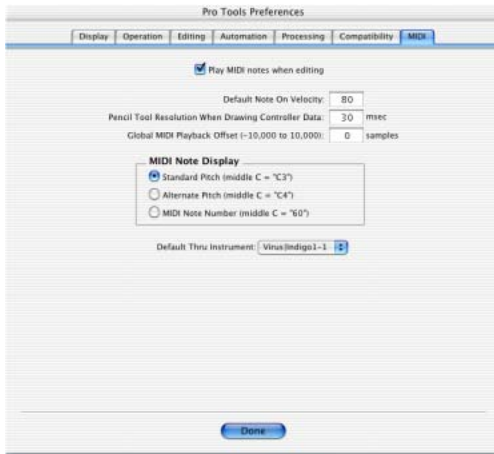 Pro Tools Preferences
Display Operation Editing Automation Processing Compatibility MIDI
Play MIDI notes when editing
Default Note On Velocity: 80
Pencil Tool Resolution When Drawing Controller Data: 30 msec
Global MIDI Playback Offset (-10,000 to 10,000): 0 samples
MIDI Note Display
Standard Pitch (middle C = "C3")
Alternate Pitch (middle C = "C4")
MIDI Note Number (middle C = "60")
Default Thru Instrument: Virus|Indigo1-1
Done